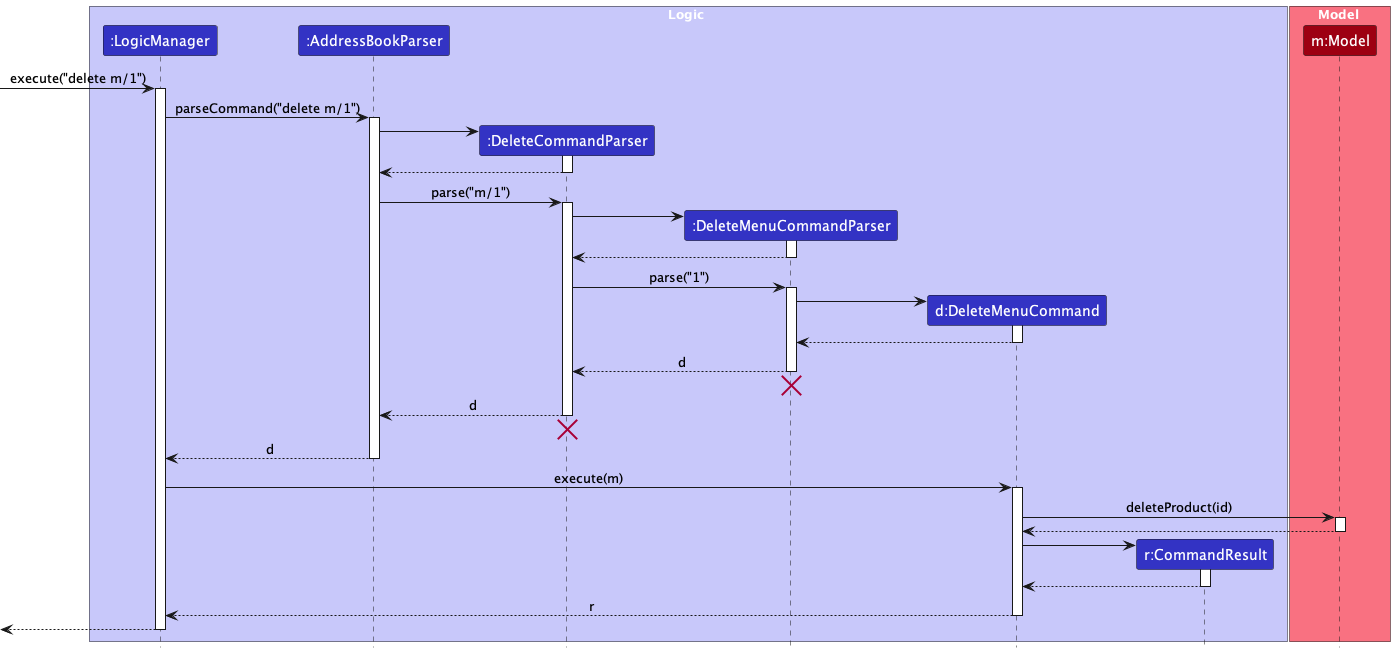 Logic
Model
:LogicManager
:AddressBookParser
m:Model
execute("delete m/1")
parseCommand("delete m/1")
:DeleteCommandParser
parse("m/1")
:DeleteMenuCommandParser
parse("1")
d:DeleteMenuCommand
d
d
d
execute(m)
deleteProduct(id)
r:CommandResult
r